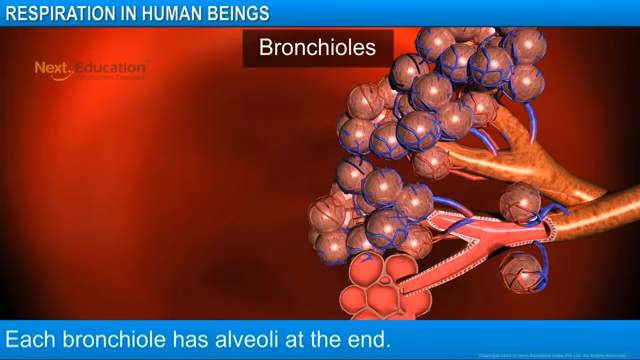 RESPIRATION IN HUMAN BEINGS
Bronchioles
Next Education
Each bronchiole has alveoli at the end.